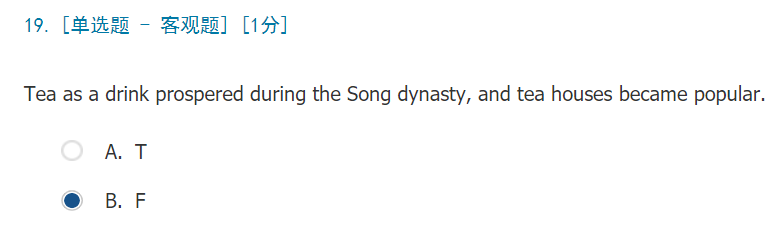 19. [单选题 - 客观题] [1分]
Tea as a drink prospered during the Song dynasty, and tea houses became popular.
A. T
B. F